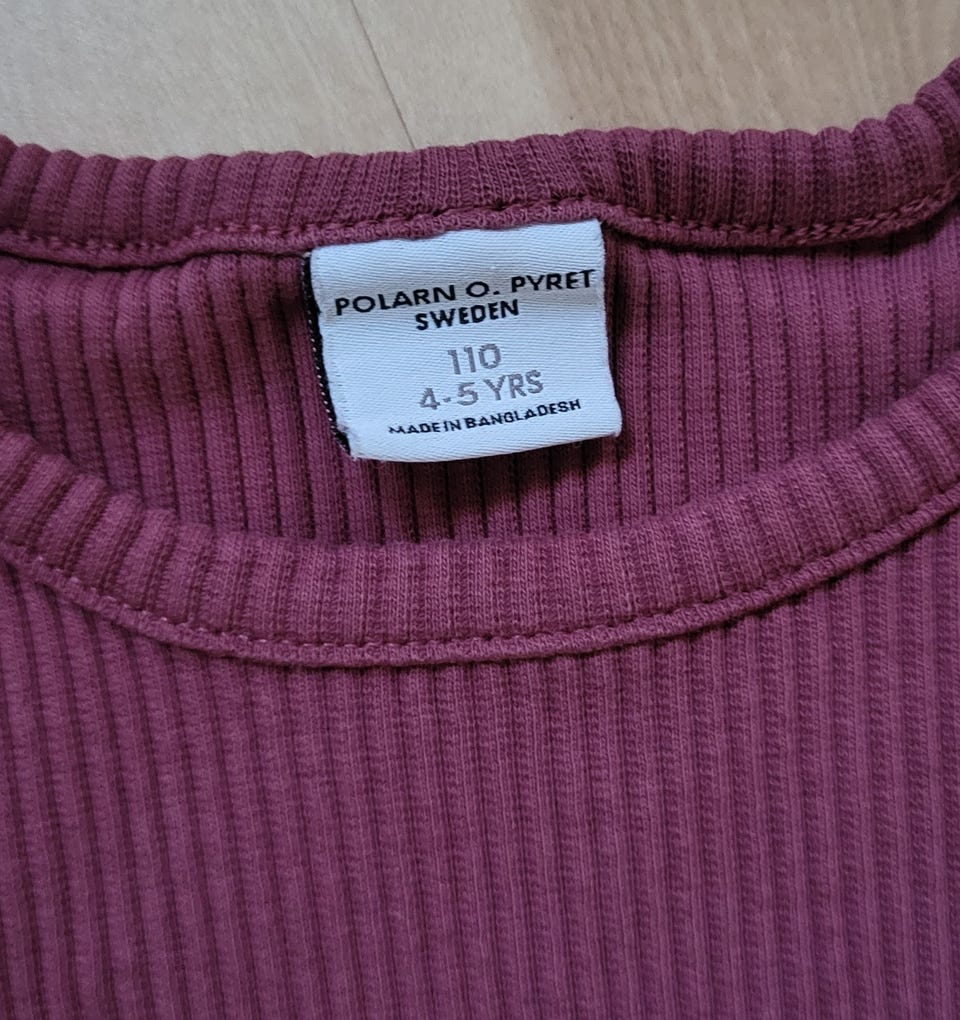 POLARN O. PYRET
SWEDEN
110
4-5 YRS
MADE IN BANGLADESH